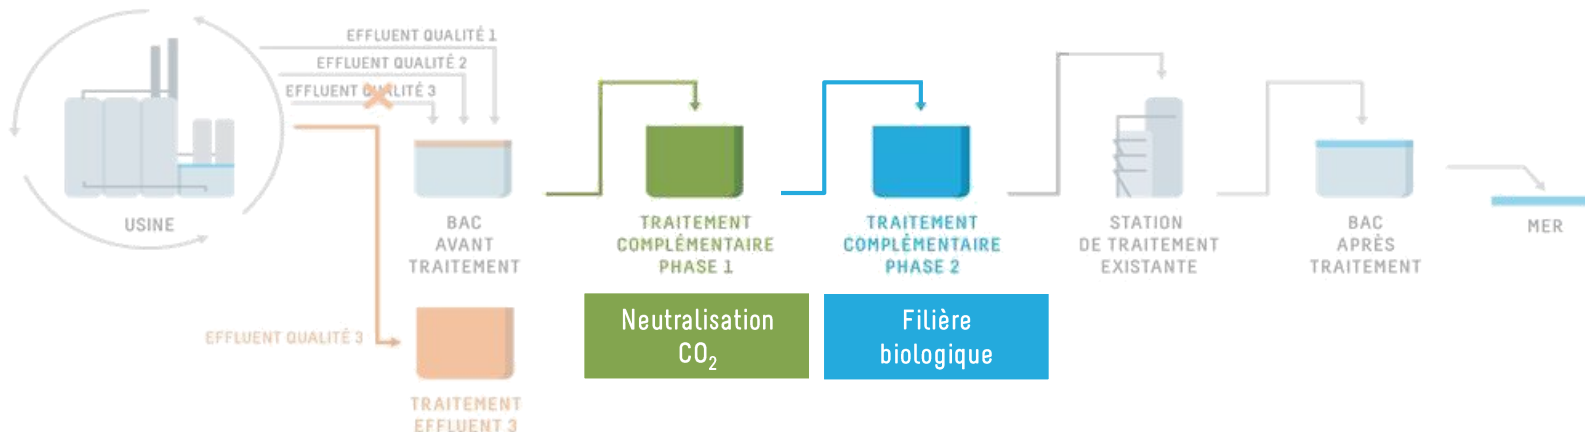 EFFLUENT QUALITÉ 1
EFFLUENT QUALITÉ 2
EFFLUENT QUALITÉ 3
USINE
BAC
AVANT
TRAITEMENT
TRAITEMENT
COMPLÉMENTAIRE
PHASE 1
TRAITEMENT
COMPLÉMENTAIRE
PHASE 2
STATION
DE TRAITEMENT
EXISTANTE
BAC
APRÈS
TRAITEMENT
MER
Neutralisation
CO₂
Filière
biologique
EFFLUENT QUALITÉ 3
TRAITEMENT
EFFLUENT 3